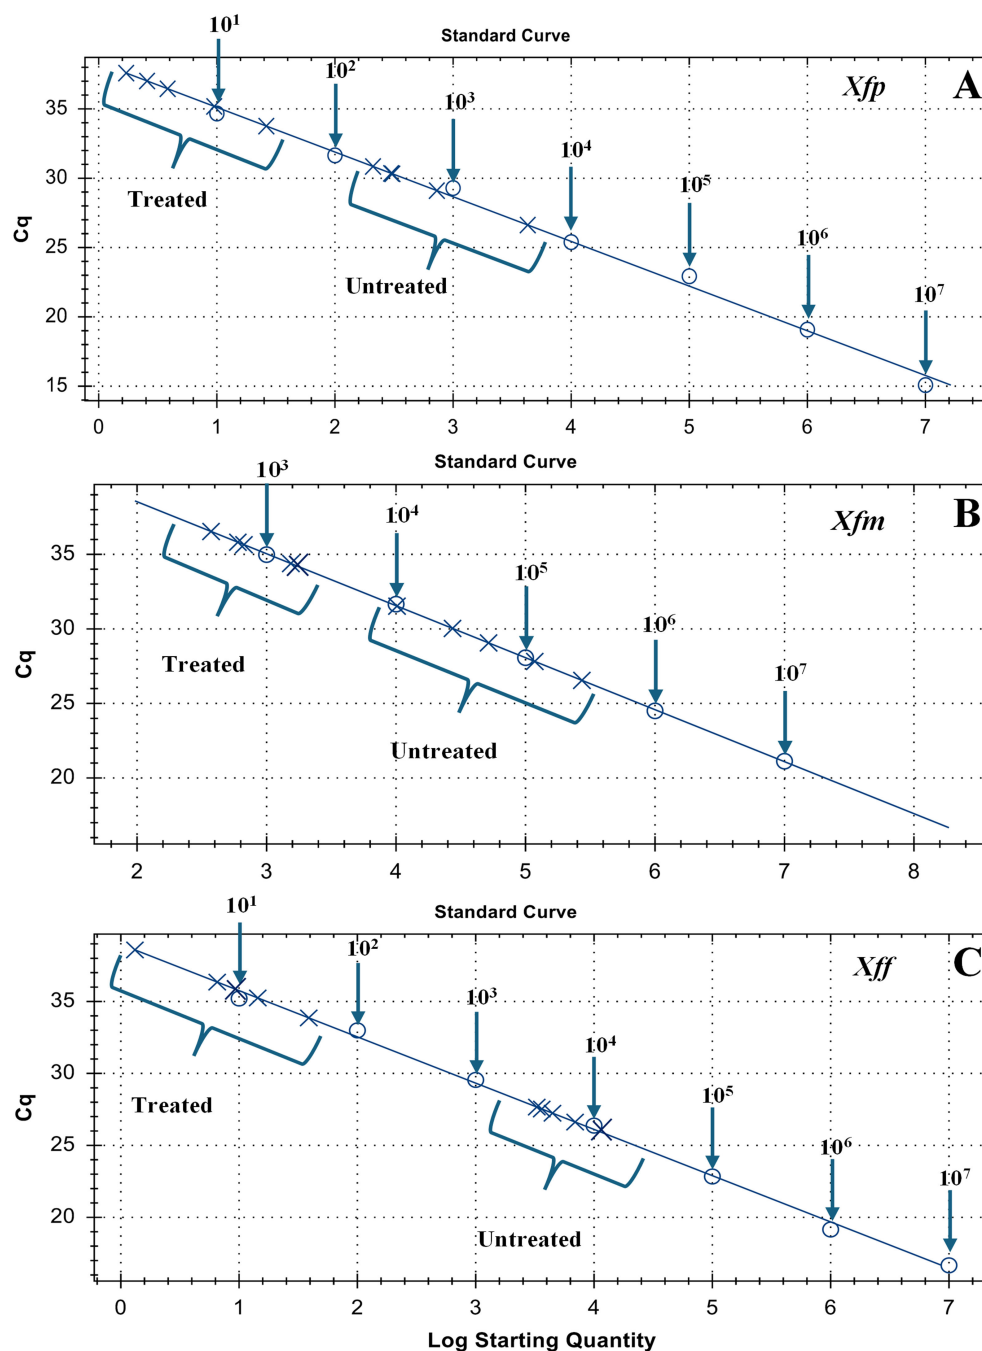 Standard Curve
10¹
10²
10³
10⁴
10⁵
10⁶
10⁷
Xfp
A
35
30
25
20
15
Cq
Treated
Untreated
0 1 2 3 4 5 6 7
Standard Curve
10³
10⁴
10⁵
10⁶
10⁷
Xfm
B
35
30
25
20
Cq
Treated
Untreated
2 3 4 5 6 7 8
Standard Curve
10¹
10²
10³
10⁴
10⁵
10⁶
10⁷
Xff
C
35
30
25
20
Cq
Treated
Untreated
0 1 2 3 4 5 6 7
Log Starting Quantity